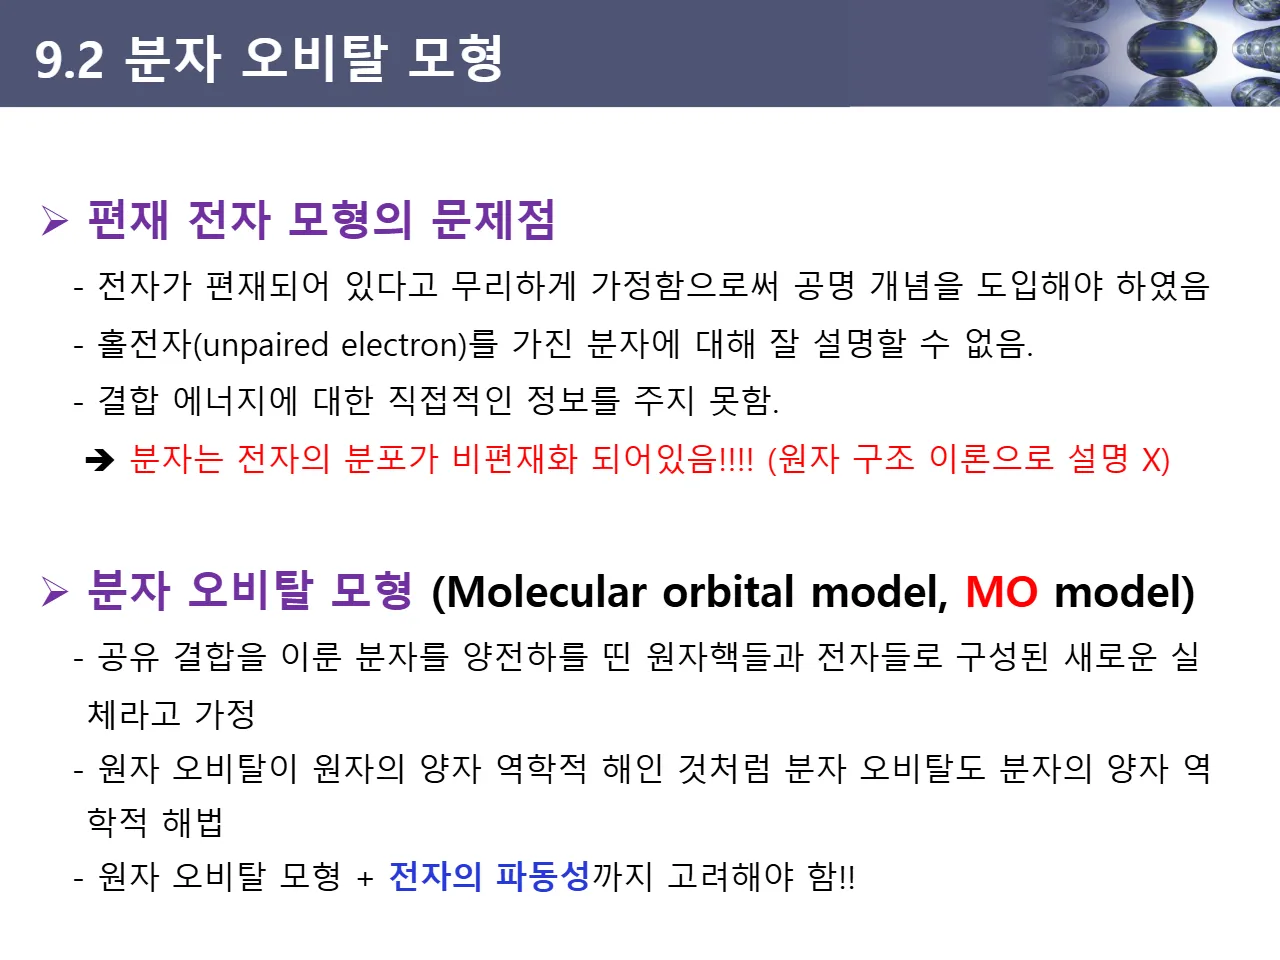 9.2 분자 오비탈 모형
➢ 편재 전자 모형의 문제점
- 전자가 편재되어 있다고 무리하게 가정함으로써 공명 개념을 도입해야 하였음
- 홀전자(unpaired electron)를 가진 분자에 대해 잘 설명할 수 없음.
- 결합 에너지에 대한 직접적인 정보를 주지 못함.
➔ 분자는 전자의 분포가 비편재화 되어있음!!!! (원자 구조 이론으로 설명 X)
➢ 분자 오비탈 모형 (Molecular orbital model, MO model)
- 공유 결합을 이룬 분자를 양전하를 띤 원자핵들과 전자들로 구성된 새로운 실
체라고 가정
- 원자 오비탈이 원자의 양자 역학적 해인 것처럼 분자 오비탈도 분자의 양자 역
학적 해법
- 원자 오비탈 모형 + 전자의 파동성까지 고려해야 함!!